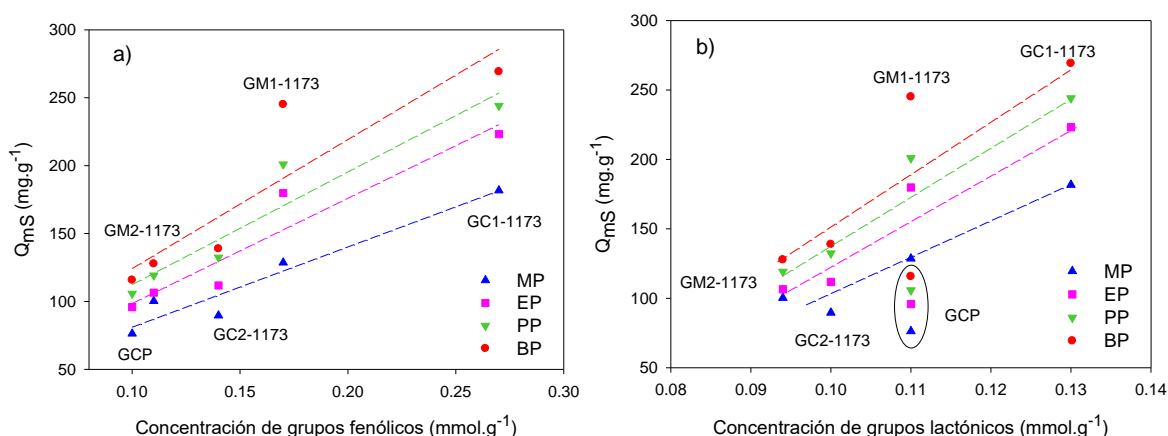 a)
Q_mS (mg.g^-1)
300
250
200
150
100
50
0.10
0.15
0.20
0.25
0.30
Concentración de grupos fenólicos (mmol.g^-1)
GM1-1173
GM2-1173
GC1-1173
GC2-1173
GCP
MP
EP
PP
BP
b)
Q_mS (mg.g^-1)
300
250
200
150
100
50
0.08
0.09
0.10
0.11
0.12
0.13
0.14
Concentración de grupos lactónicos (mmol.g^-1)
GC1-1173
GM1-1173
GM2-1173
GC2-1173
GCP
MP
EP
PP
BP